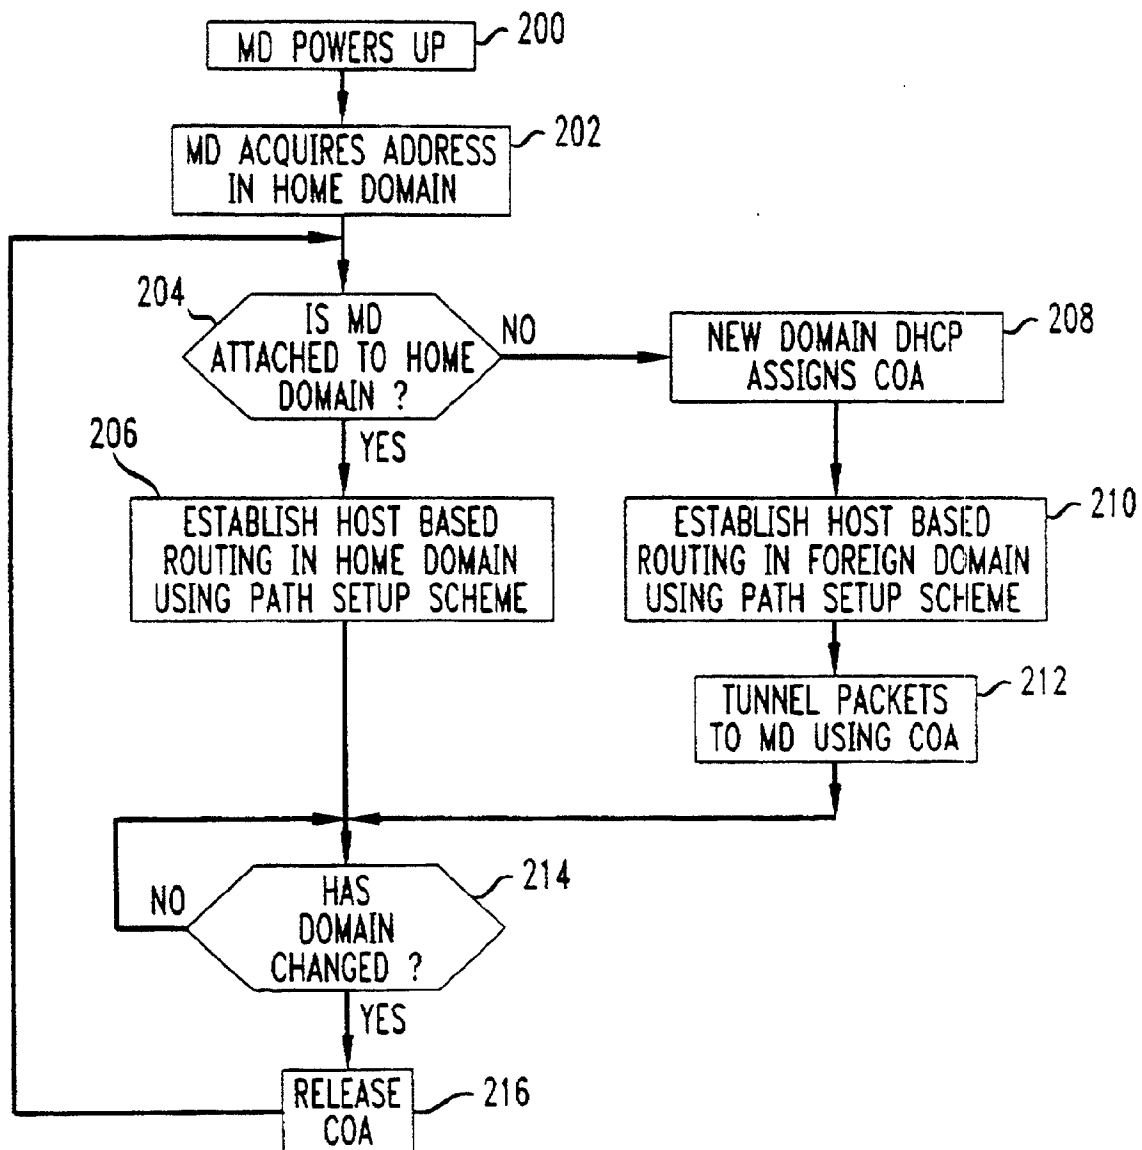 MD POWERS UP
200
MD ACQUIRES ADDRESS
IN HOME DOMAIN
202
204
IS MD
ATTACHED TO HOME
DOMAIN ?
NO
NEW DOMAIN DHCP
ASSIGNS COA
208
YES
206
ESTABLISH HOST BASED
ROUTING IN HOME DOMAIN
USING PATH SETUP SCHEME
ESTABLISH HOST BASED
ROUTING IN FOREIGN DOMAIN
USING PATH SETUP SCHEME
210
TUNNEL PACKETS
TO MD USING COA
212
NO
HAS
DOMAIN
CHANGED ?
214
YES
RELEASE
COA
216